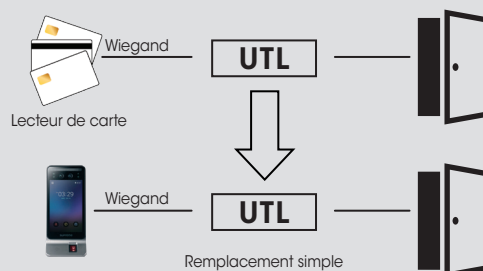 Wiegand
UTL
Lecteur de carte
Wiegand
UTL
Remplacement simple